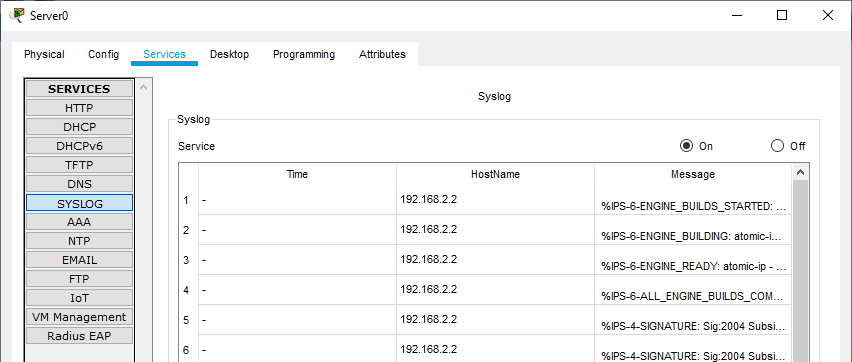 Server0
Physical Config Services Desktop Programming Attributes
SERVICES
HTTP
DHCP
DHCPv6
TFTP
DNS
SYSLOG
AAA
NTP
EMAIL
FTP
IoT
VM Management
Radius EAP
Syslog
Syslog
Service On Off
Time HostName Message
1 - 192.168.2.2 %IPS-6-ENGINE_BUILDS_STARTED: ...
2 - 192.168.2.2 %IPS-6-ENGINE_BUILDING: atomic-i...
3 - 192.168.2.2 %IPS-6-ENGINE_READY: atomic-ip - ...
4 - 192.168.2.2 %IPS-6-ALL_ENGINE_BUILDS_COM...
5 - 192.168.2.2 %IPS-4-SIGNATURE: Sig:2004 Subsi...
6 - 192.168.2.2 %IPS-4-SIGNATURE: Sig:2004 Subsi...